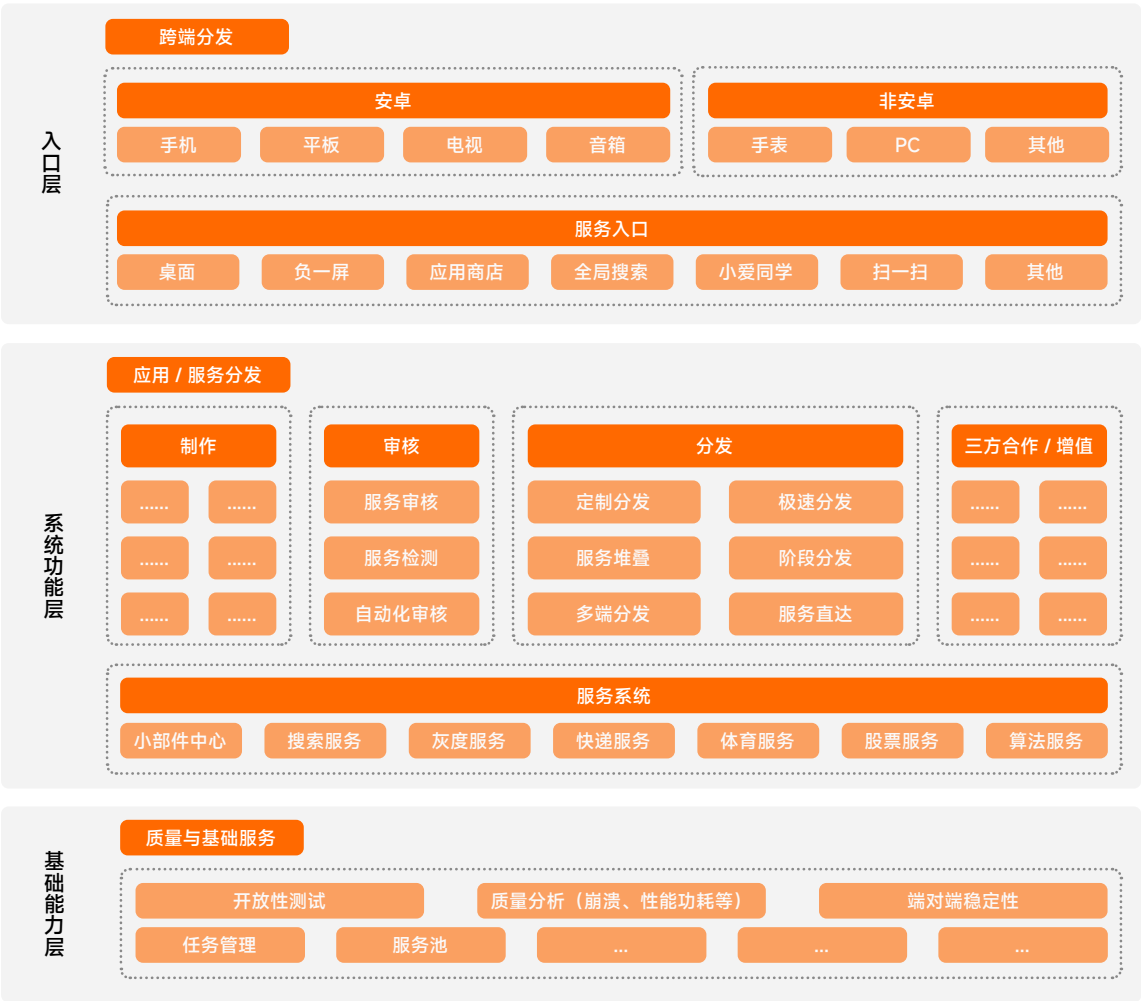 入口层
跨端分发
安卓
手机 平板 电视 音箱
非安卓
手表 PC 其他
服务入口
桌面 负一屏 应用商店 全局搜索 小爱同学 扫一扫 其他
系统功能层
应用 / 服务分发
制作
...... ......
...... ......
...... ......
审核
服务审核
服务检测
自动化审核
分发
定制分发 极速分发
服务堆叠 阶段分发
多端分发 服务直达
三方合作 / 增值
...... ......
...... ......
...... ......
服务系统
小部件中心 搜索服务 灰度服务 快递服务 体育服务 股票服务 算法服务
基础能力层
质量与基础服务
开放性测试 质量分析（崩溃、性能功耗等） 端对端稳定性
任务管理 服务池 ... ... ...